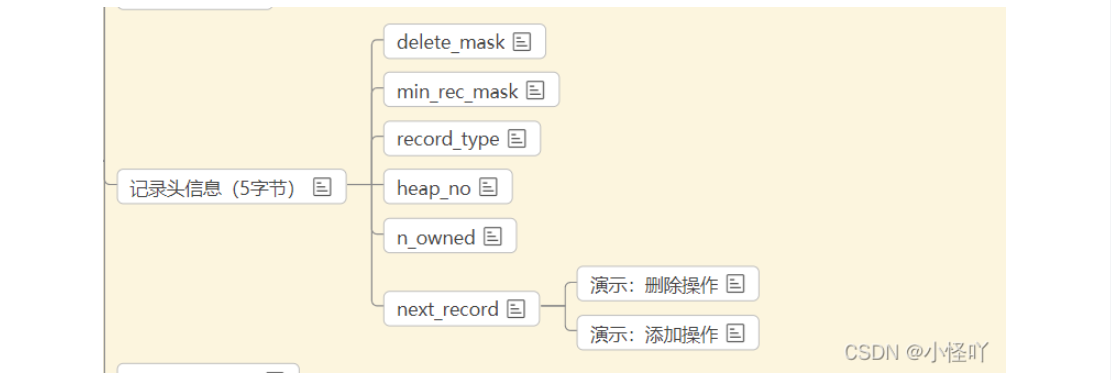 delete_mask
min_rec_mask
record_type
记录头信息（5字节）
heap_no
n_owned
next_record
演示：删除操作
演示：添加操作
CSDN @小怪吖